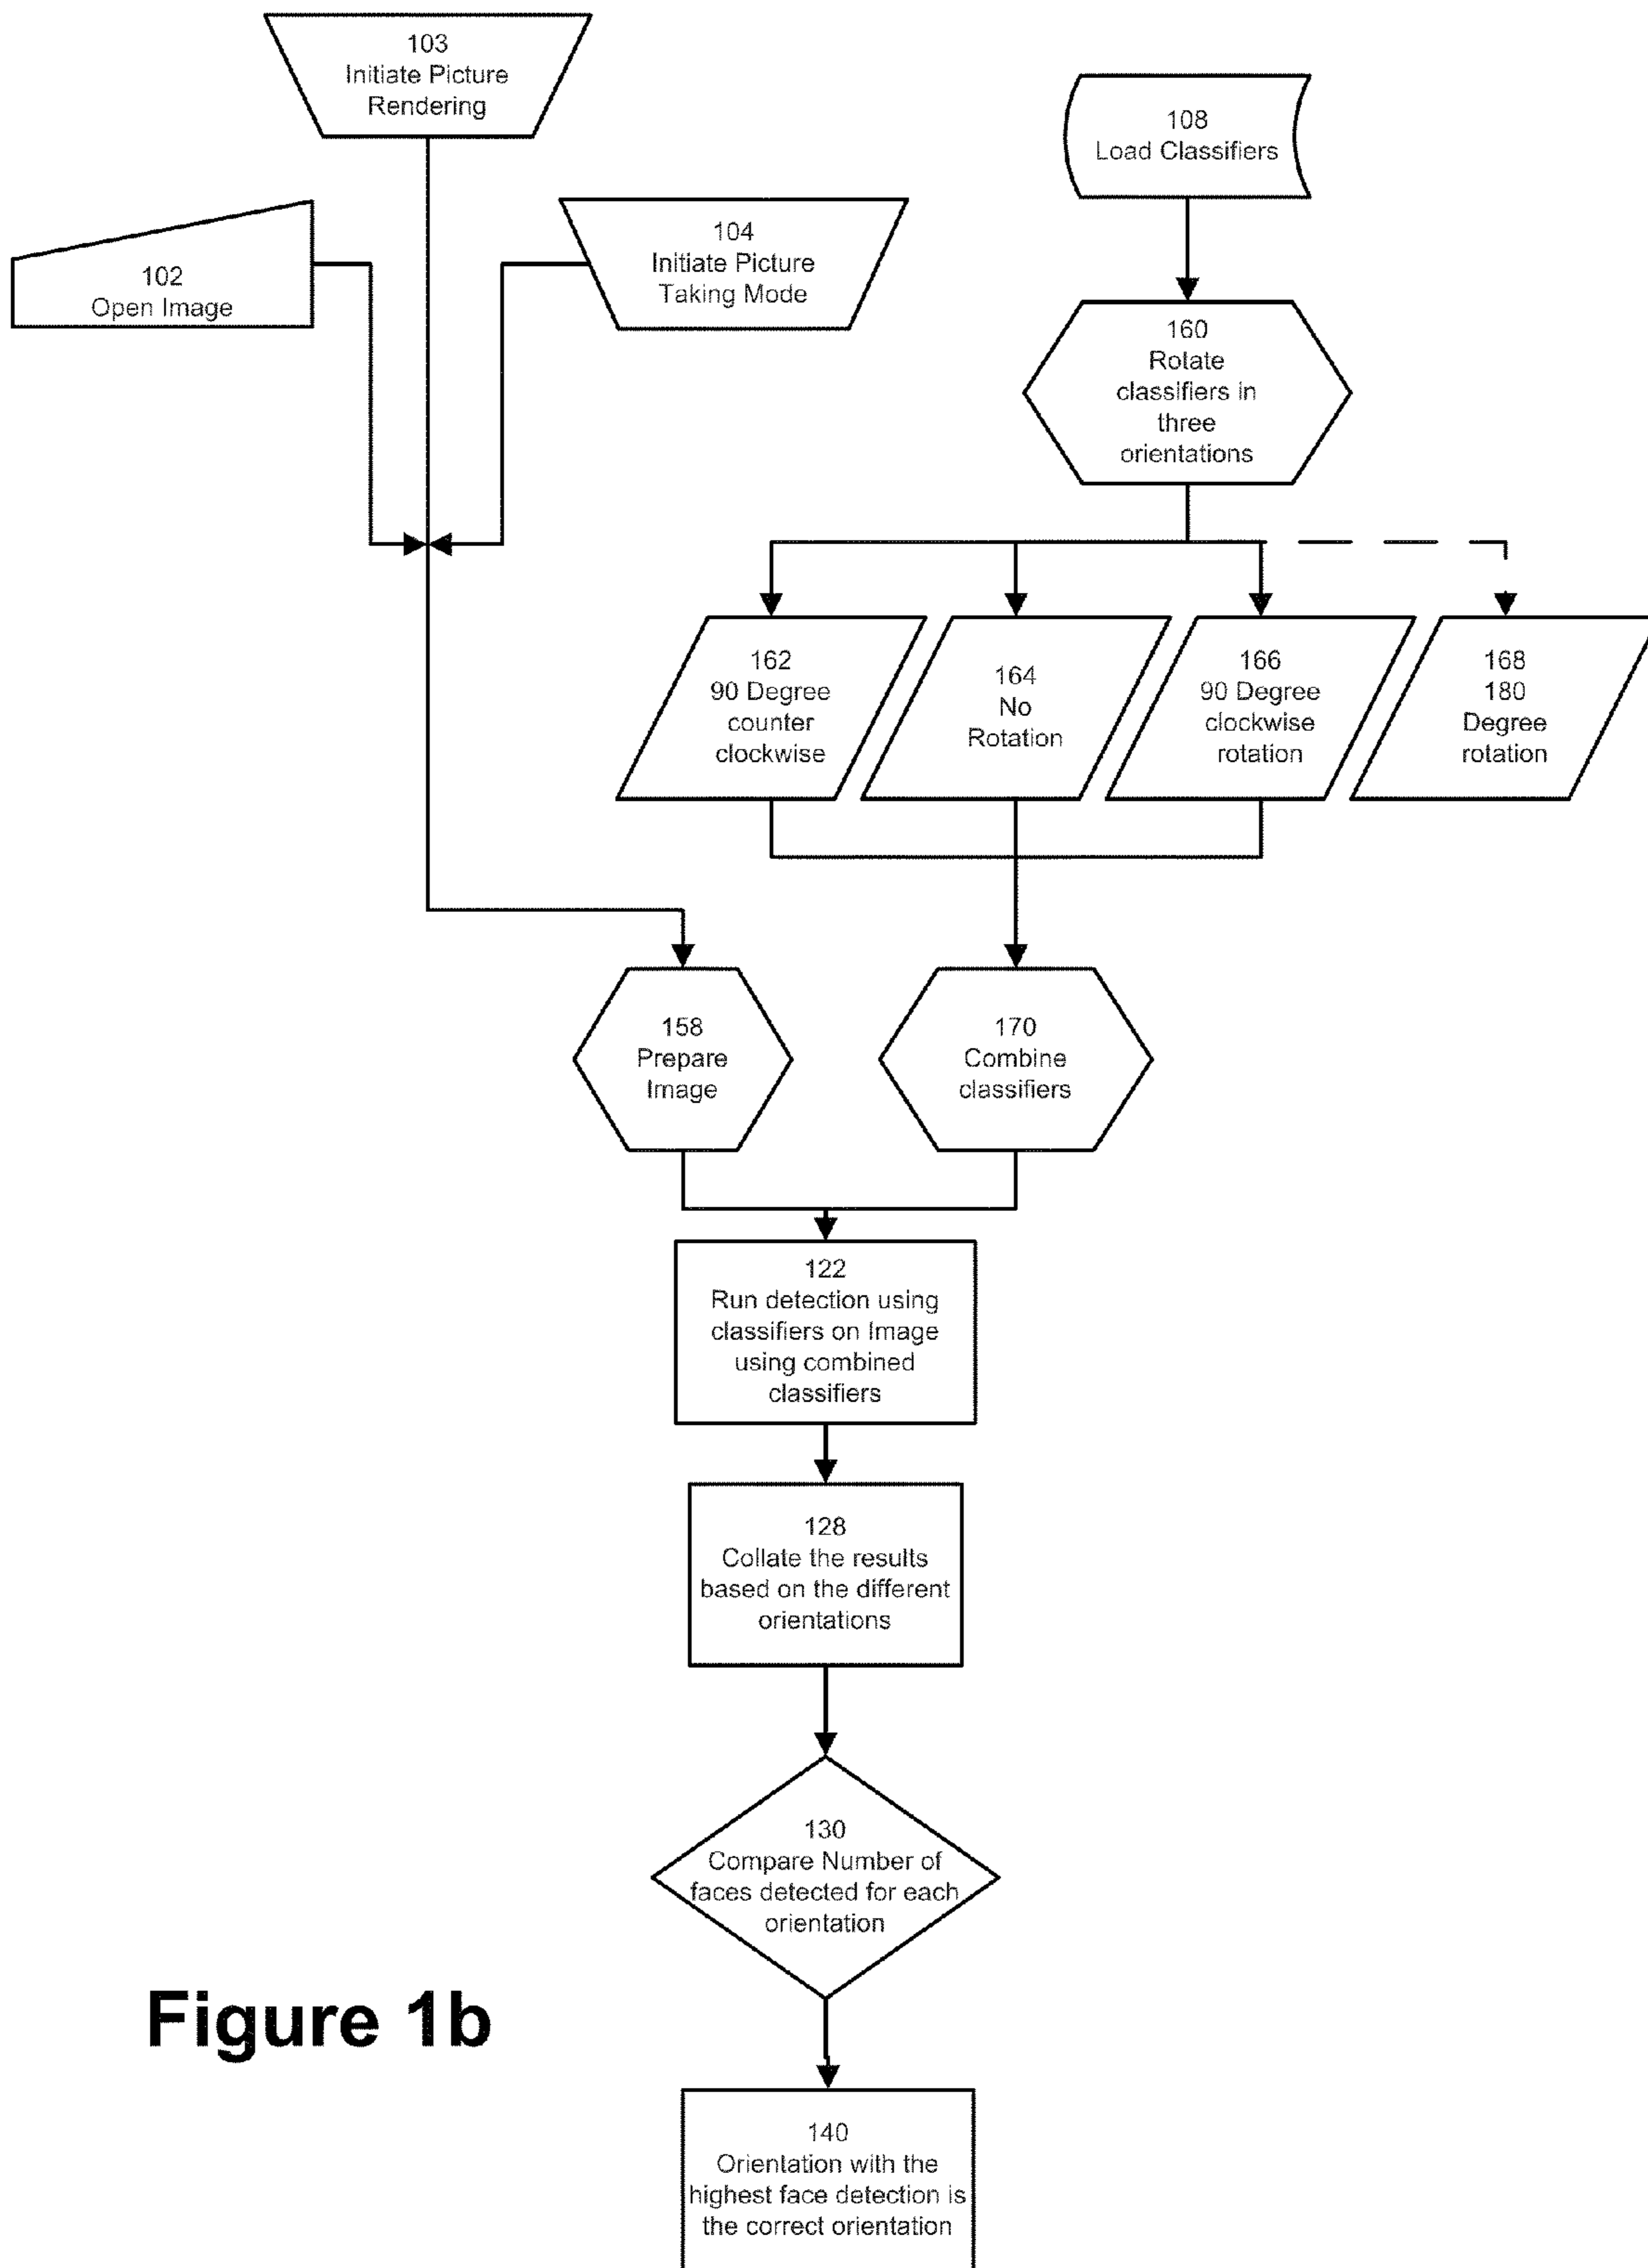 103
Initiate Picture
Rendering
108
Load Classifiers
104
Initiate Picture
Taking Mode
102
Open Image
160
Rotate
classifiers in
three
orientations
162
90 Degree
counter
clockwise
164
No
Rotation
166
90 Degree
clockwise
rotation
168
180
Degree
rotation
158
Prepare
Image
170
Combine
classifiers
122
Run detection using
classifiers on Image
using combined
classifiers
128
Collate the results
based on the different
orientations
130
Compare Number of
faces detected for each
orientation
Figure 1b
140
Orientation with the
highest face detection is
the correct orientation